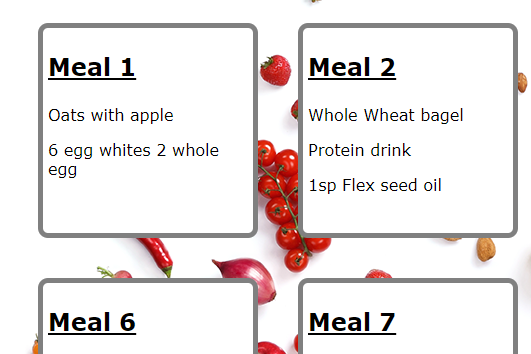 Meal 1
Oats with apple
6 egg whites 2 whole
egg
Meal 2
Whole Wheat bagel
Protein drink
1sp Flex seed oil
Meal 6
Meal 7